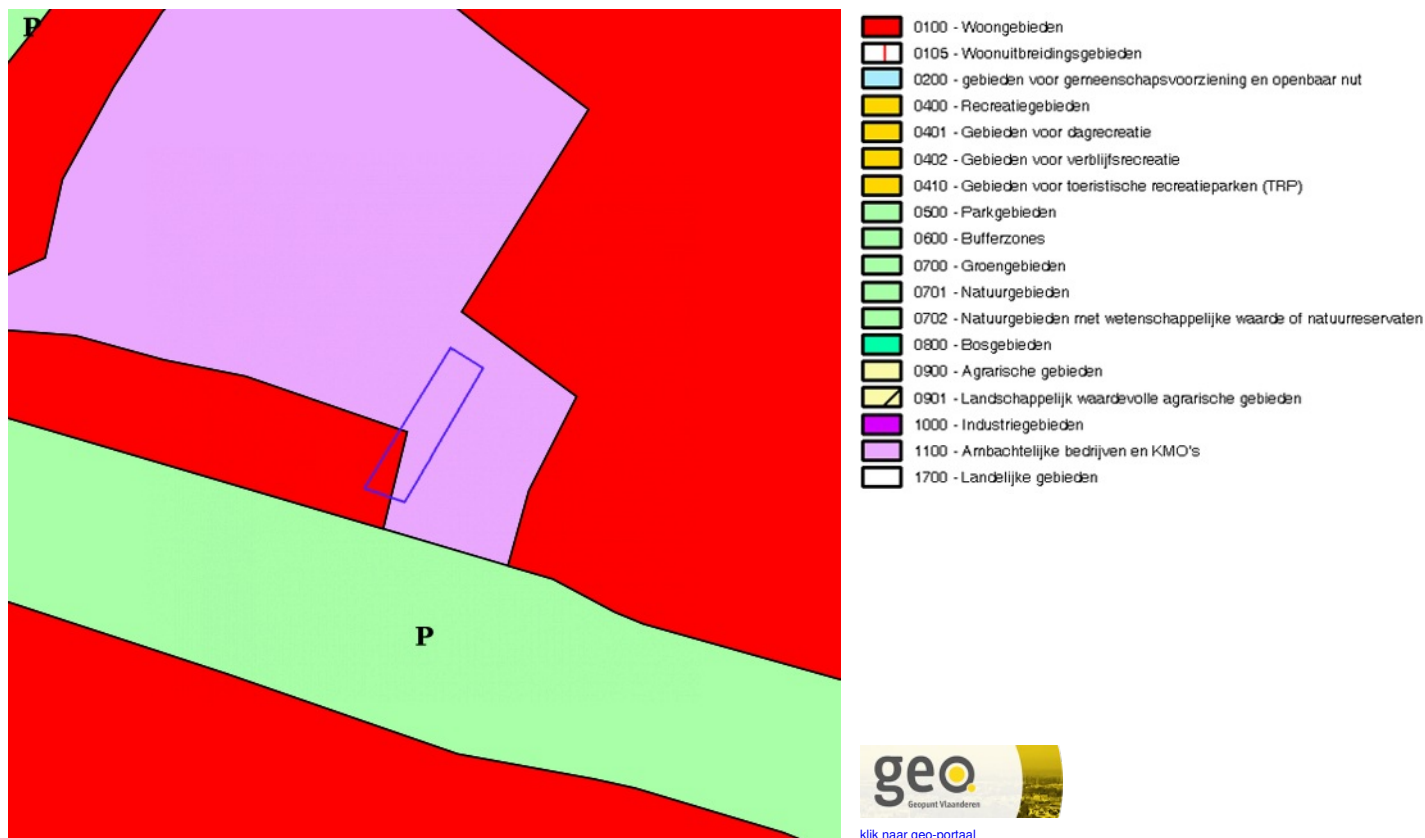 P
P
0100 - Woongebieden
0105 - Woonuitbreidingsgebieden
0200 - gebieden voor gemeenschapsvoorziening en openbaar nut
0400 - Recreatiegebieden
0401 - Gebieden voor dagrecreatie
0402 - Gebieden voor verblijfsrecreatie
0410 - Gebieden voor toeristische recreatieparken (TRP)
0500 - Parkgebieden
0600 - Bufferzones
0700 - Groengebieden
0701 - Natuurgebieden
0702 - Natuurgebieden met wetenschappelijke waarde of natuurreservaten
0800 - Bosgebieden
0900 - Agrarische gebieden
0901 - Landschappelijk waardevolle agrarische gebieden
1000 - Industriegebieden
1100 - Ambachtelijke bedrijven en KMO's
1700 - Landelijke gebieden
geo
Geopunt Vlaanderen
klik naar geo-portaal